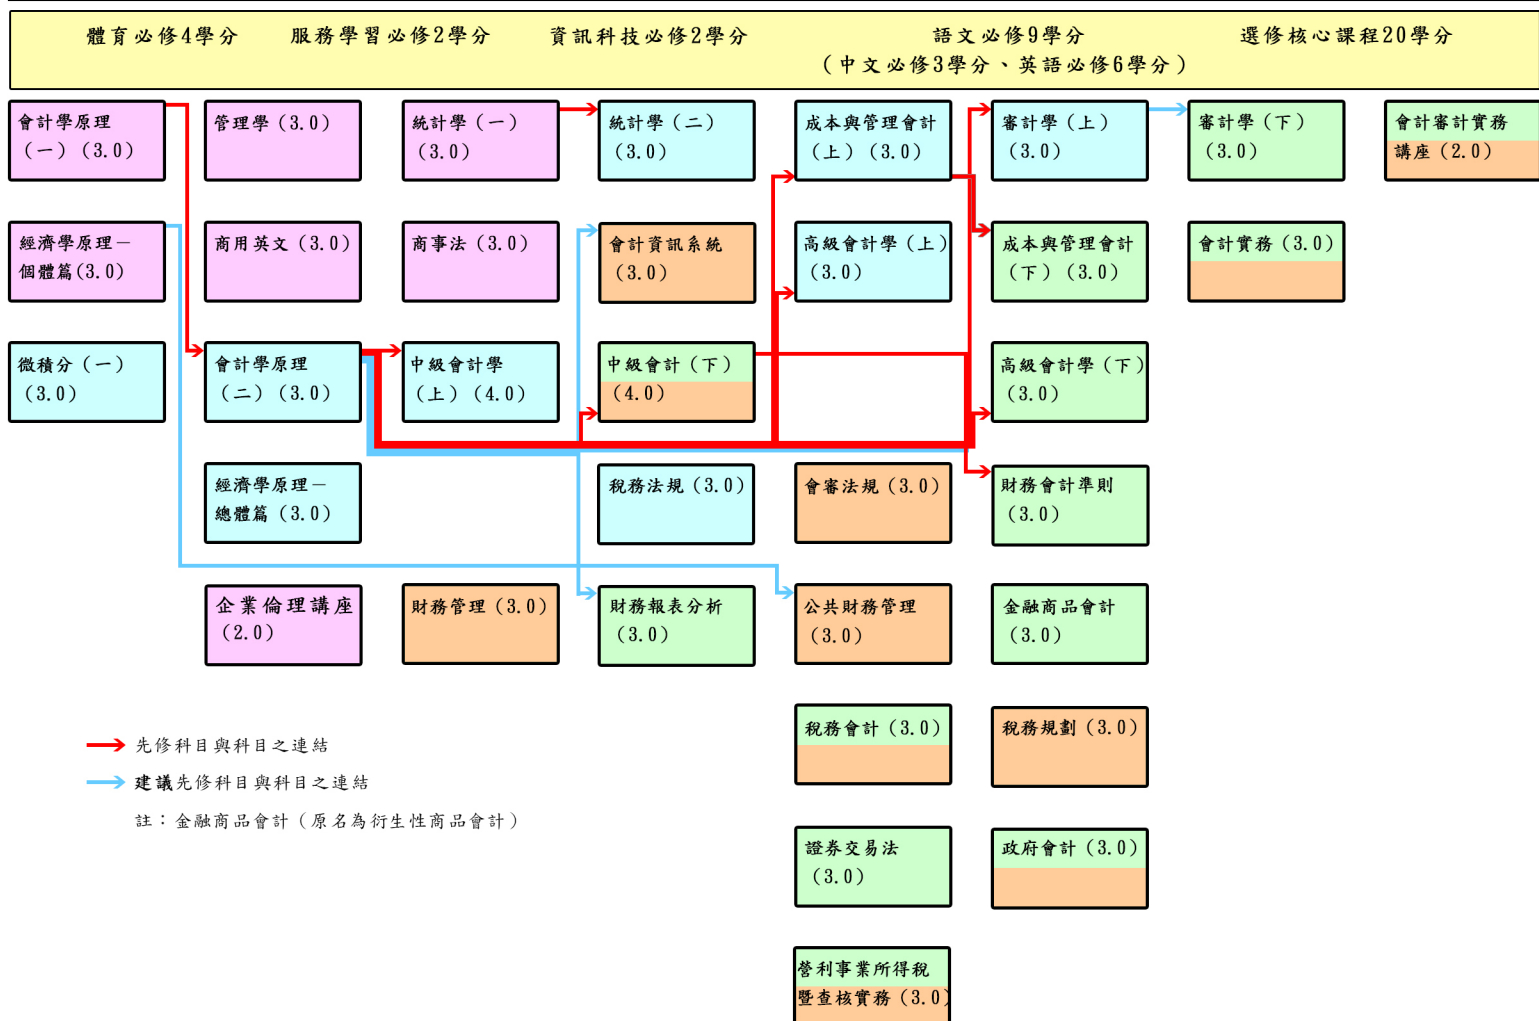 體育必修4學分 服務學習必修2學分 資訊科技必修2學分 語文必修9學分 選修核心課程20學分
（中文必修3學分、英語必修6學分）
會計學原理
（一）（3.0）
管理學（3.0）
統計學（一）
（3.0）
統計學（二）
（3.0）
成本與管理會計
（上）（3.0）
審計學（上）
（3.0）
審計學（下）
（3.0）
會計審計實務
講座（2.0）
經濟學原理－
個體篇(3.0)
商用英文（3.0）
商事法（3.0）
會計資訊系統
（3.0）
高級會計學（上）
（3.0）
成本與管理會計
（下）（3.0）
會計實務（3.0）
微積分（一）
（3.0）
會計學原理
（二）（3.0）
中級會計學
（上）（4.0）
中級會計（下）
（4.0）
高級會計學（下）
（3.0）
經濟學原理－
總體篇（3.0）
稅務法規（3.0）
會審法規（3.0）
財務會計準則
（3.0）
企業倫理講座
（2.0）
財務管理（3.0）
財務報表分析
（3.0）
公共財務管理
（3.0）
金融商品會計
（3.0）
稅務會計（3.0）
稅務規劃（3.0）
先修科目與科目之連結
建議先修科目與科目之連結
註：金融商品會計（原名為衍生性商品會計）
證券交易法
（3.0）
政府會計（3.0）
營利事業所得稅
暨查核實務（3.0）